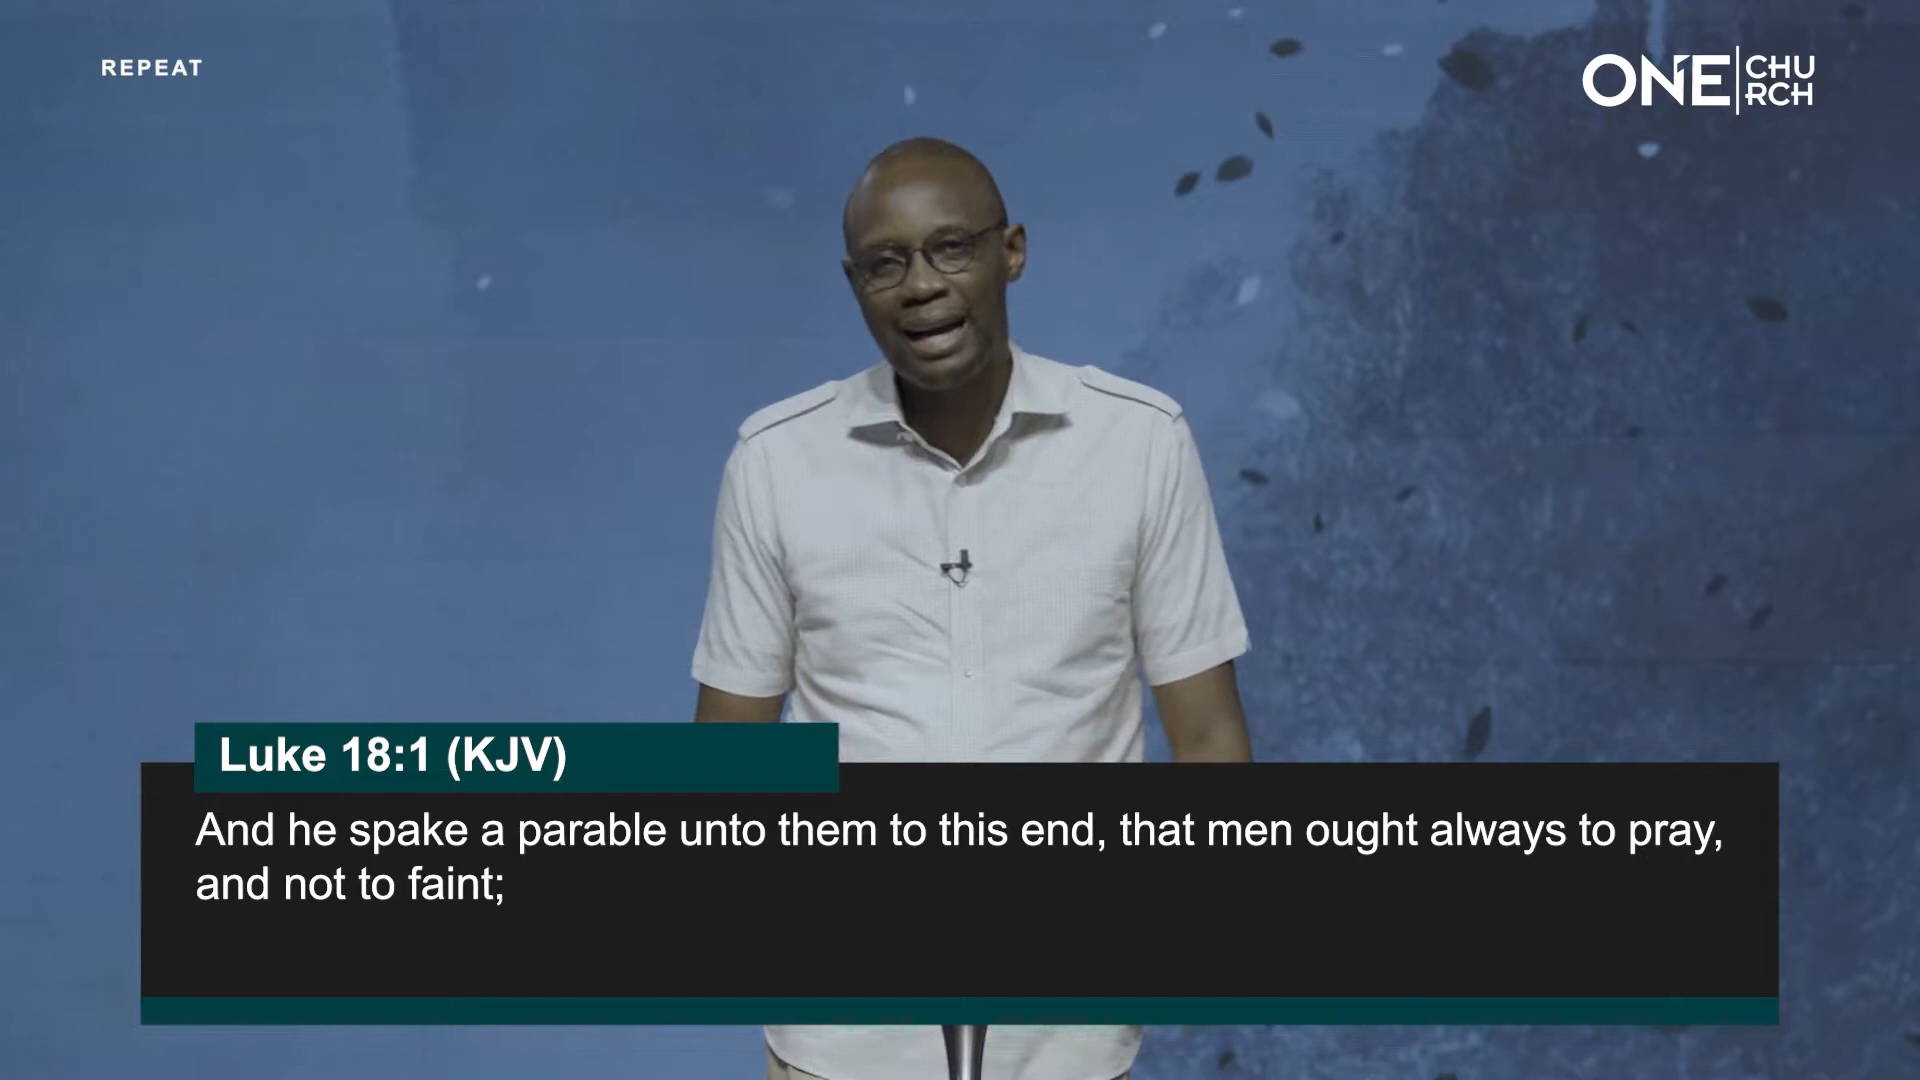 REPEAT
ONE CHU
RCH
Luke 18:1 (KJV)
And he spake a parable unto them to this end, that men ought always to pray,
and not to faint;